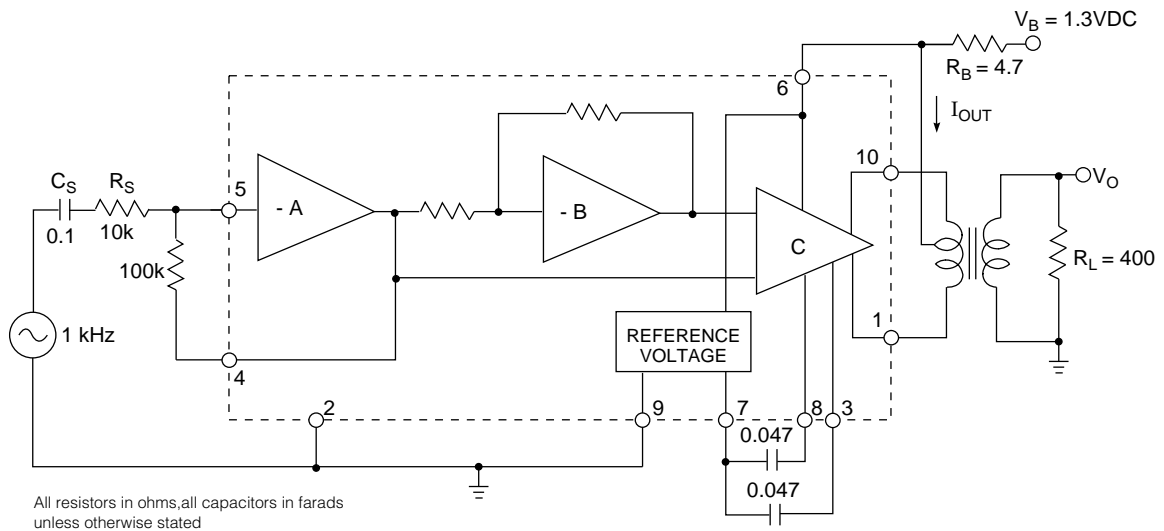 V_B = 1.3VDC
R_B = 4.7
6
I_OUT
10
V_O
C_S
R_S
5
- A
- B
C
0.1
10k
100k
R_L = 400
1
1 kHz
REFERENCE
VOLTAGE
4
2
9
7
8
3
0.047
0.047
All resistors in ohms,all capacitors in farads
unless otherwise stated